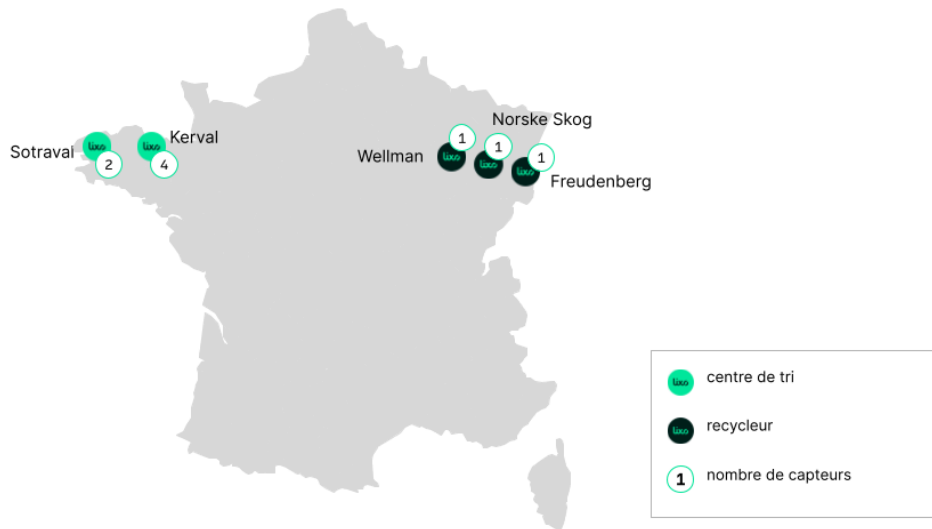 Norske Skog
1
1
1
lixo
lixo
Kerval
Sotraval
2
4
Wellman
lixo
lixo
lixo
Freudenberg
lixo
centre de tri
lixo
recycleur
1
nombre de capteurs